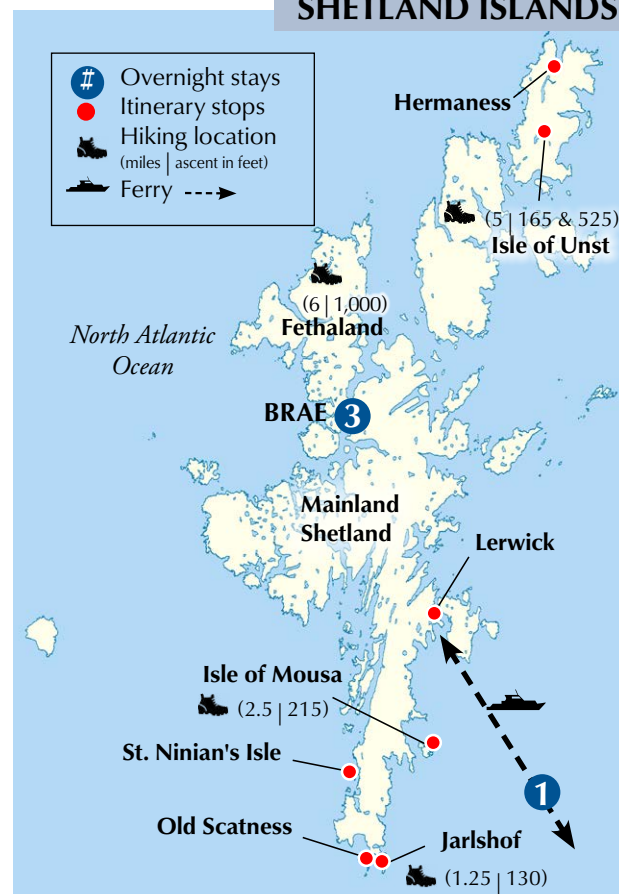 SHETLAND ISLANDS
# Overnight stays
Itinerary stops
Hiking location
(miles | ascent in feet)
Ferry
Hermaness
(5 | 165 & 525)
Isle of Unst
(6 | 1,000)
Fethaland
North Atlantic
Ocean
BRAE 3
Mainland
Shetland
Lerwick
Isle of Mousa
(2.5 | 215)
St. Ninian's Isle
1
Old Scatness
Jarlshof
(1.25 | 130)